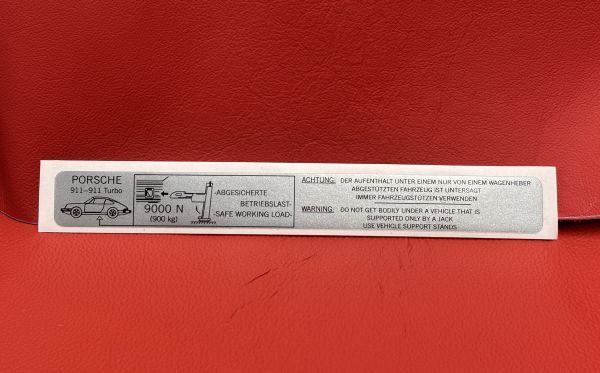 PORSCHE
911–911 Turbo
9000 N
(900 kg)
-ABGESICHERTE
BETRIEBSLAST-
-SAFE WORKING LOAD-
ACHTUNG: DER AUFENTHALT UNTER EINEM NUR VON EINEM WAGENHEBER
ABGESTÜTZTEN FAHRZEUG IST UNTERSAGT
IMMER FAHRZEUGSTÜTZEN VERWENDEN
WARNING: DO NOT GET BODILY UNDER A VEHICLE THAT IS
SUPPORTED ONLY BY A JACK
USE VEHICLE SUPPORT STANDS